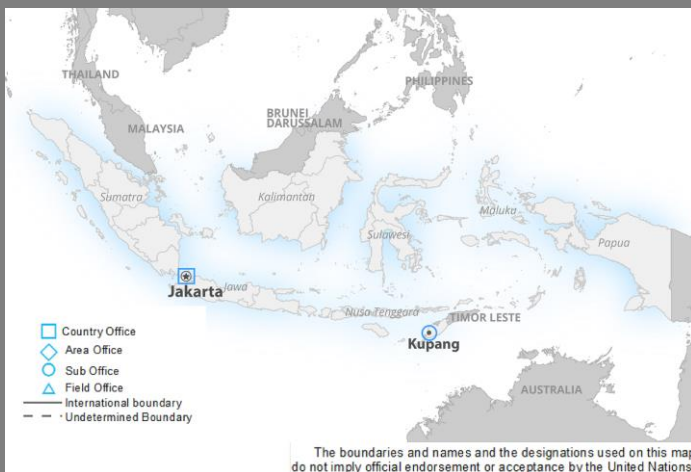 THAILAND
PHILIPPINES
BRUNEI
DARUSSALAM
MALAYSIA
Sumatra
Kalimantan
Maluka
Sulawesi
Papua
Jakarta
Jawa
Nusa Tenggara
TIMOR LESTE
Kupang
AUSTRALIA
Country Office
Area Office
Sub Office
Field Office
International boundary
Undetermined Boundary
The boundaries and names and the designations used on this map
do not imply official endorsement or acceptance by the United Nations